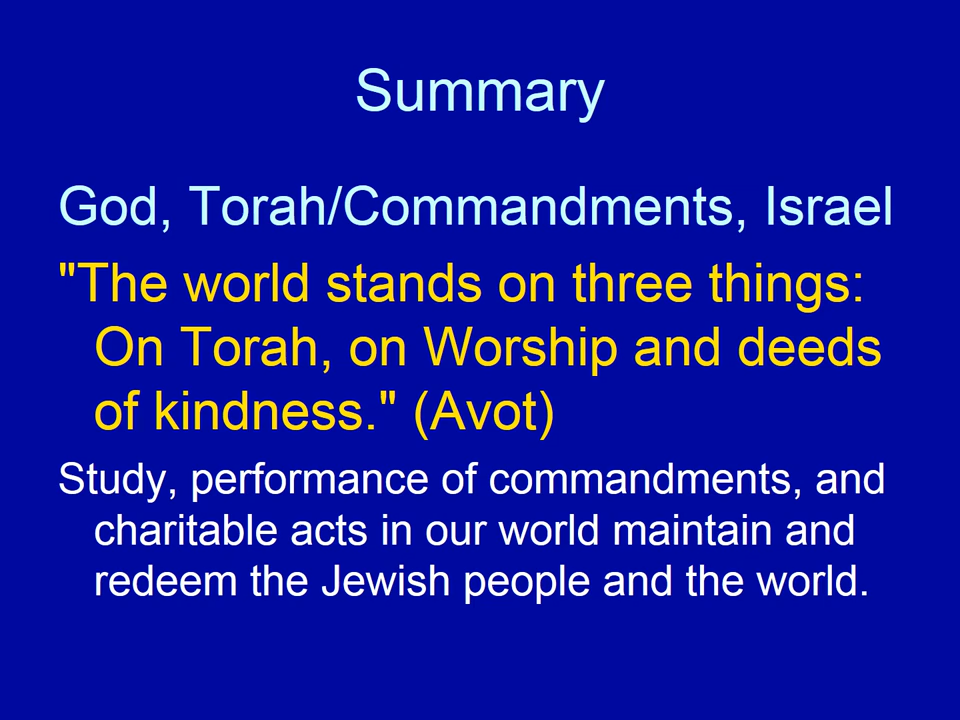 Summary
God, Torah/Commandments, Israel
"The world stands on three things:
On Torah, on Worship and deeds
of kindness." (Avot)
Study, performance of commandments, and
charitable acts in our world maintain and
redeem the Jewish people and the world.